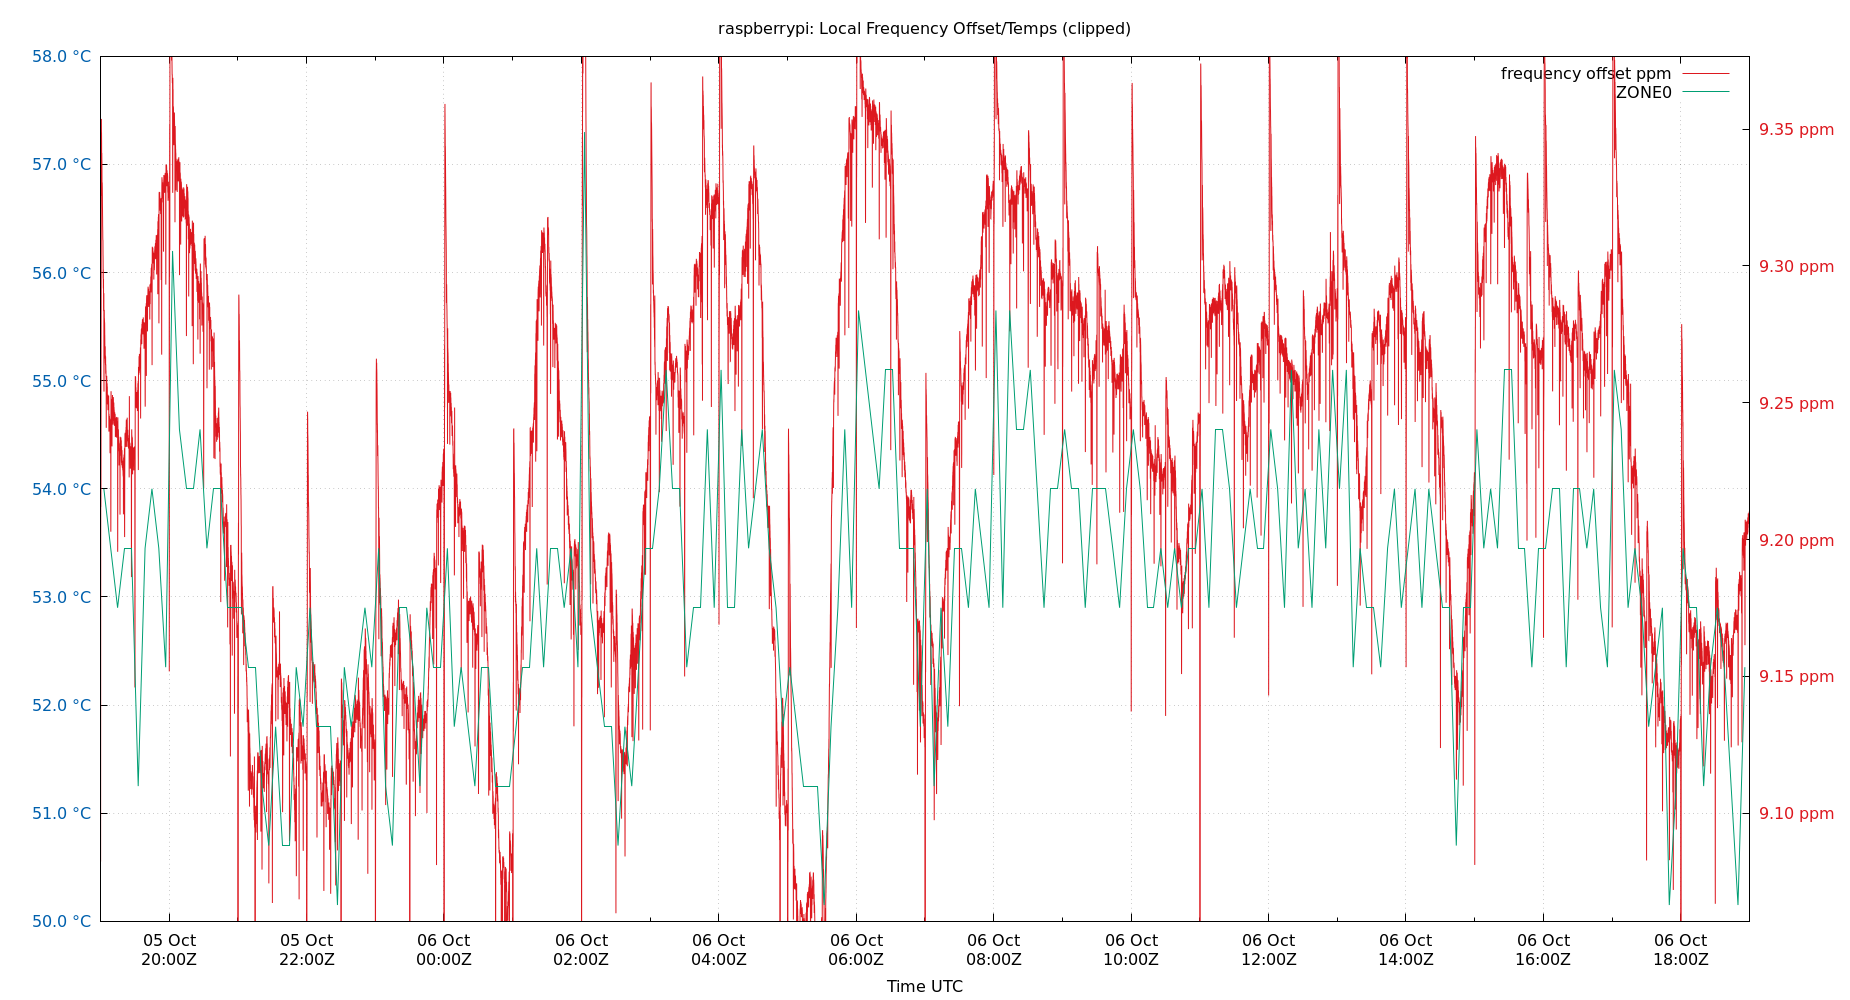 raspberrypi: Local Frequency Offset/Temps (clipped)
58.0 °C
57.0 °C
56.0 °C
55.0 °C
54.0 °C
53.0 °C
52.0 °C
51.0 °C
50.0 °C
frequency offset ppm
ZONE0
9.35 ppm
9.30 ppm
9.25 ppm
9.20 ppm
9.15 ppm
9.10 ppm
05 Oct 05 Oct 06 Oct 06 Oct 06 Oct 06 Oct 06 Oct 06 Oct 06 Oct 06 Oct 06 Oct 06 Oct
20:00Z 22:00Z 00:00Z 02:00Z 04:00Z 06:00Z 08:00Z 10:00Z 12:00Z 14:00Z 16:00Z 18:00Z
Time UTC